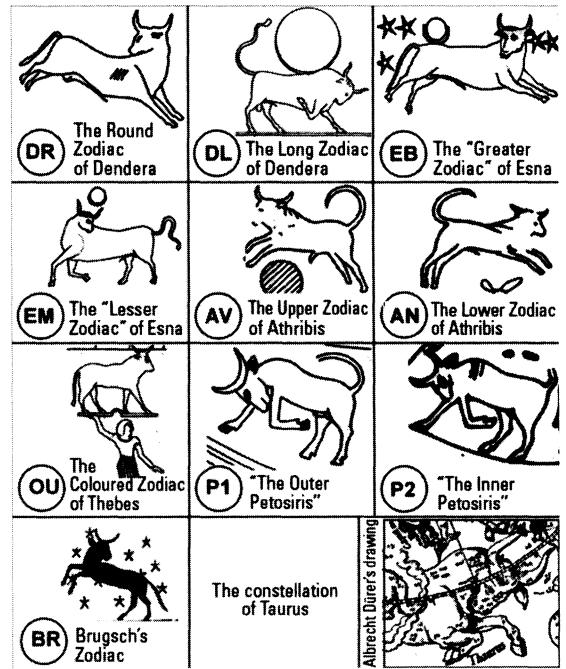 DR
The Round
Zodiac
of Dendera
DL
The Long Zodiac
of Dendera
EB
The "Greater
Zodiac" of Esna
EM
The "Lesser
Zodiac" of Esna
AV
The Upper Zodiac
of Athribis
AN
The Lower Zodiac
of Athribis
OU
The
Coloured Zodiac
of Thebes
P1
"The Outer
Petosiris"
P2
"The Inner
Petosiris"
BR
Brugsch's
Zodiac
The constellation
of Taurus
Albrecht Dürer's drawing
Thaurus